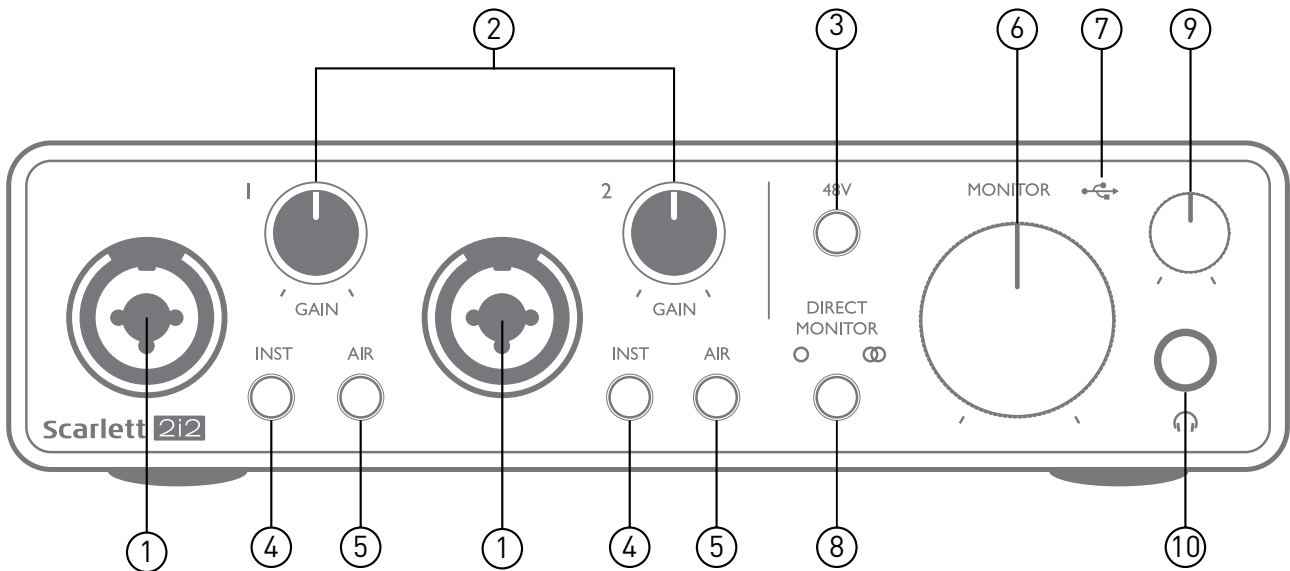 2 3 6 7 9
1 2 48V MONITOR
GAIN GAIN DIRECT
MONITOR
INST AIR INST AIR
Scarlett 2i2
1 4 5 1 4 5 8 10